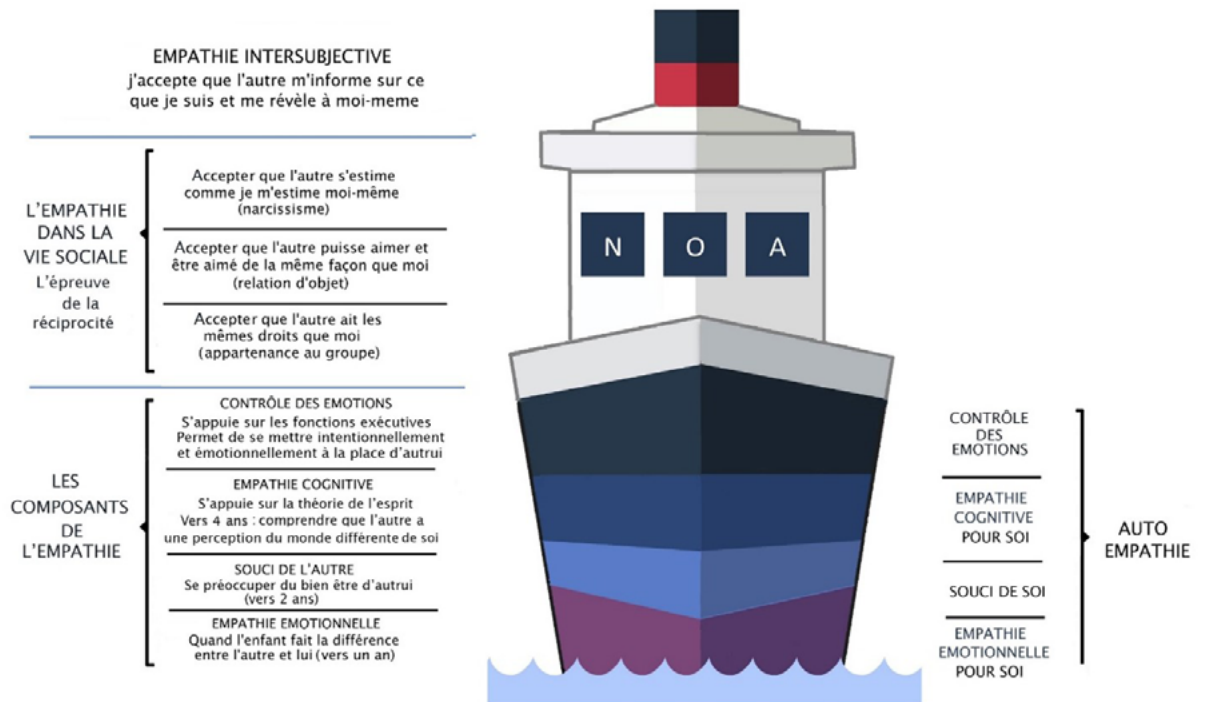 EMPATHIE INTERSUBJECTIVE
j'accepte que l'autre m'informe sur ce
que je suis et me révèle à moi-meme
L'EMPATHIE
DANS LA
VIE SOCIALE
L'épreuve
de la
réciprocité
Accepter que l'autre s'estime
comme je m'estime moi-même
(narcissisme)
Accepter que l'autre puisse aimer et
être aimé de la même façon que moi
(relation d'objet)
Accepter que l'autre ait les
mêmes droits que moi
(appartenance au groupe)
N O A
LES
COMPOSANTS
DE
L'EMPATHIE
CONTRÔLE DES EMOTIONS
S'appuie sur les fonctions exécutives
Permet de se mettre intentionnellement
et émotionnellement à la place d'autrui
EMPATHIE COGNITIVE
S'appuie sur la théorie de l'esprit
Vers 4 ans : comprendre que l'autre a
une perception du monde différente de soi
SOUCI DE L'AUTRE
Se préoccuper du bien être d'autrui
(vers 2 ans)
EMPATHIE EMOTIONNELLE
Quand l'enfant fait la différence
entre l'autre et lui (vers un an)
CONTRÔLE
DES
EMOTIONS
EMPATHIE
COGNITIVE
POUR SOI
SOUCI DE SOI
EMPATHIE
EMOTIONELLE
POUR SOI
AUTO
EMPATHIE